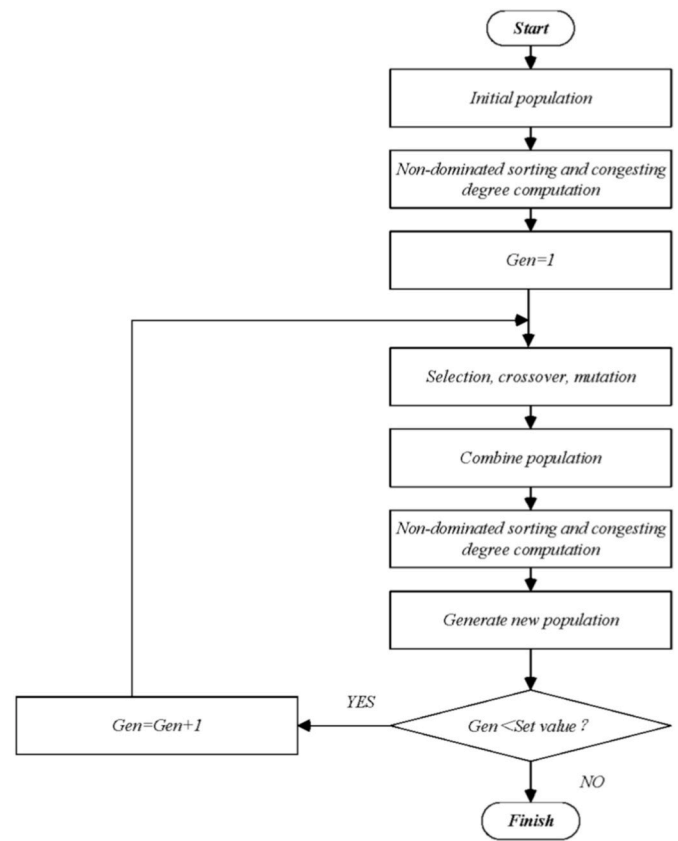 Start
Initial population
Non-dominated sorting and congesting
degree computation
Gen=1
Selection, crossover, mutation
Combine population
Non-dominated sorting and congesting
degree computation
Generate new population
YES
Gen=Gen+1
Gen<Set value？
NO
Finish